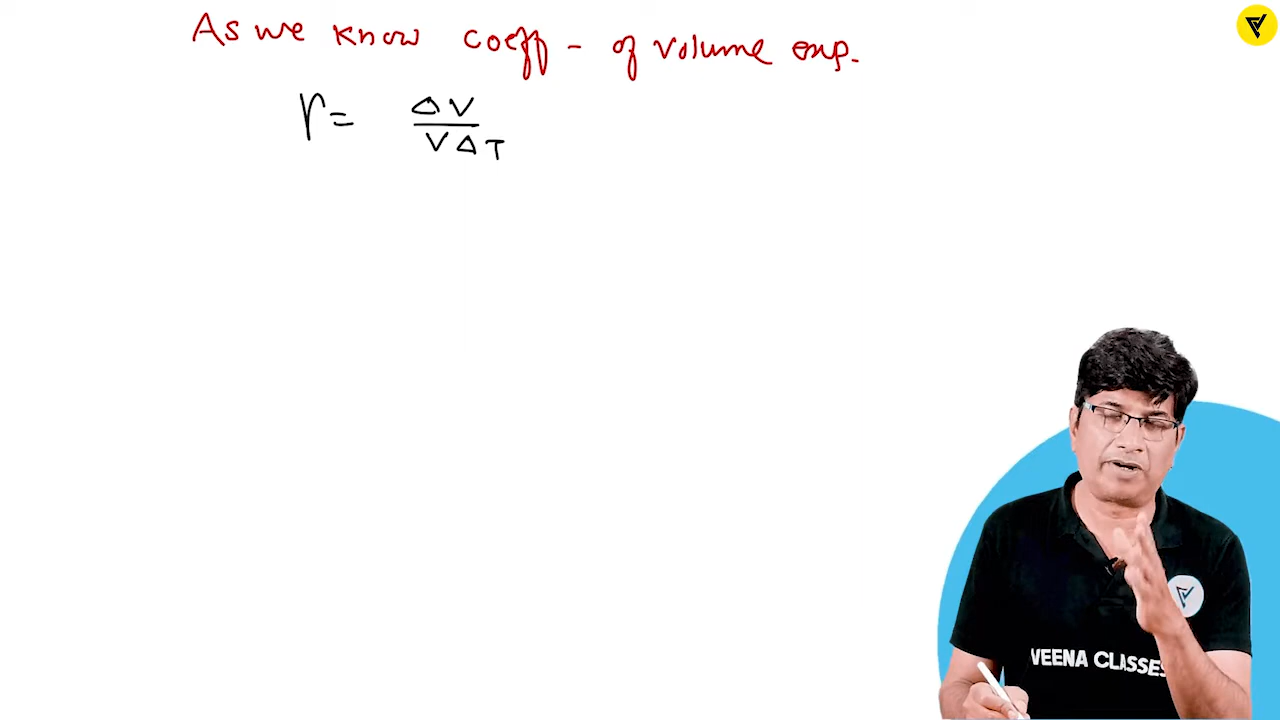 As we know coeff - of volume exp.
γ = ΔV / VΔT
VEENA CLASSES